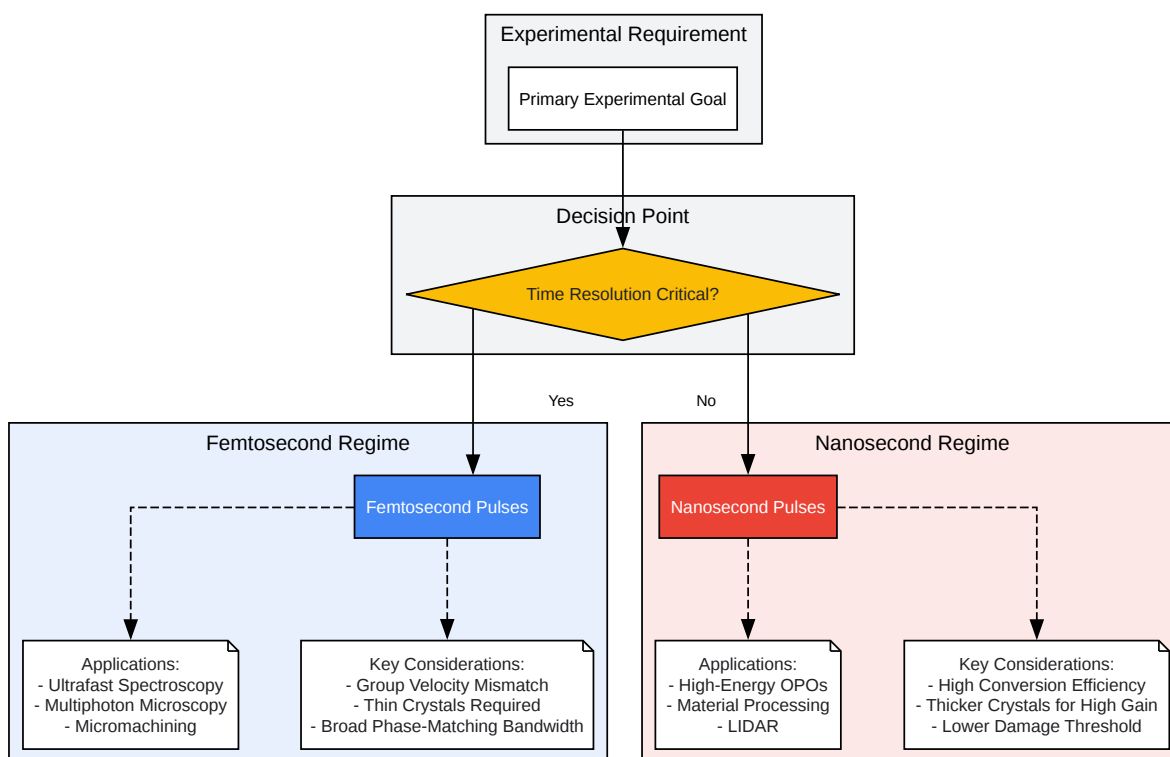 Experimental Requirement
Primary Experimental Goal
Decision Point
Time Resolution Critical?
Yes
No
Femtosecond Regime
Femtosecond Pulses
Applications:
- Ultrafast Spectroscopy
- Multiphoton Microscopy
- Micromachining
Key Considerations:
- Group Velocity Mismatch
- Thin Crystals Required
- Broad Phase-Matching Bandwidth
Nanosecond Regime
Nanosecond Pulses
Applications:
- High-Energy OPOs
- Material Processing
- LIDAR
Key Considerations:
- High Conversion Efficiency
- Thicker Crystals for High Gain
- Lower Damage Threshold